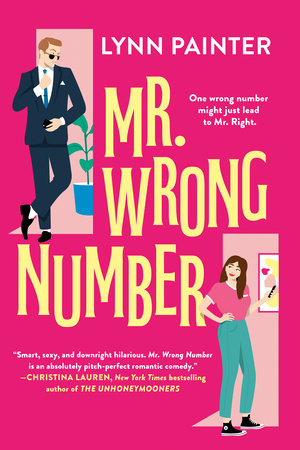 LYNN PAINTER
One wrong number
might just lead
to Mr. Right.
MR.
WRONG
NUMBER
“Smart, sexy, and downright hilarious. Mr. Wrong Number
is an absolutely pitch-perfect romantic comedy.”
—CHRISTINA LAUREN, New York Times bestselling
author of THE UNHONEYMOONERS